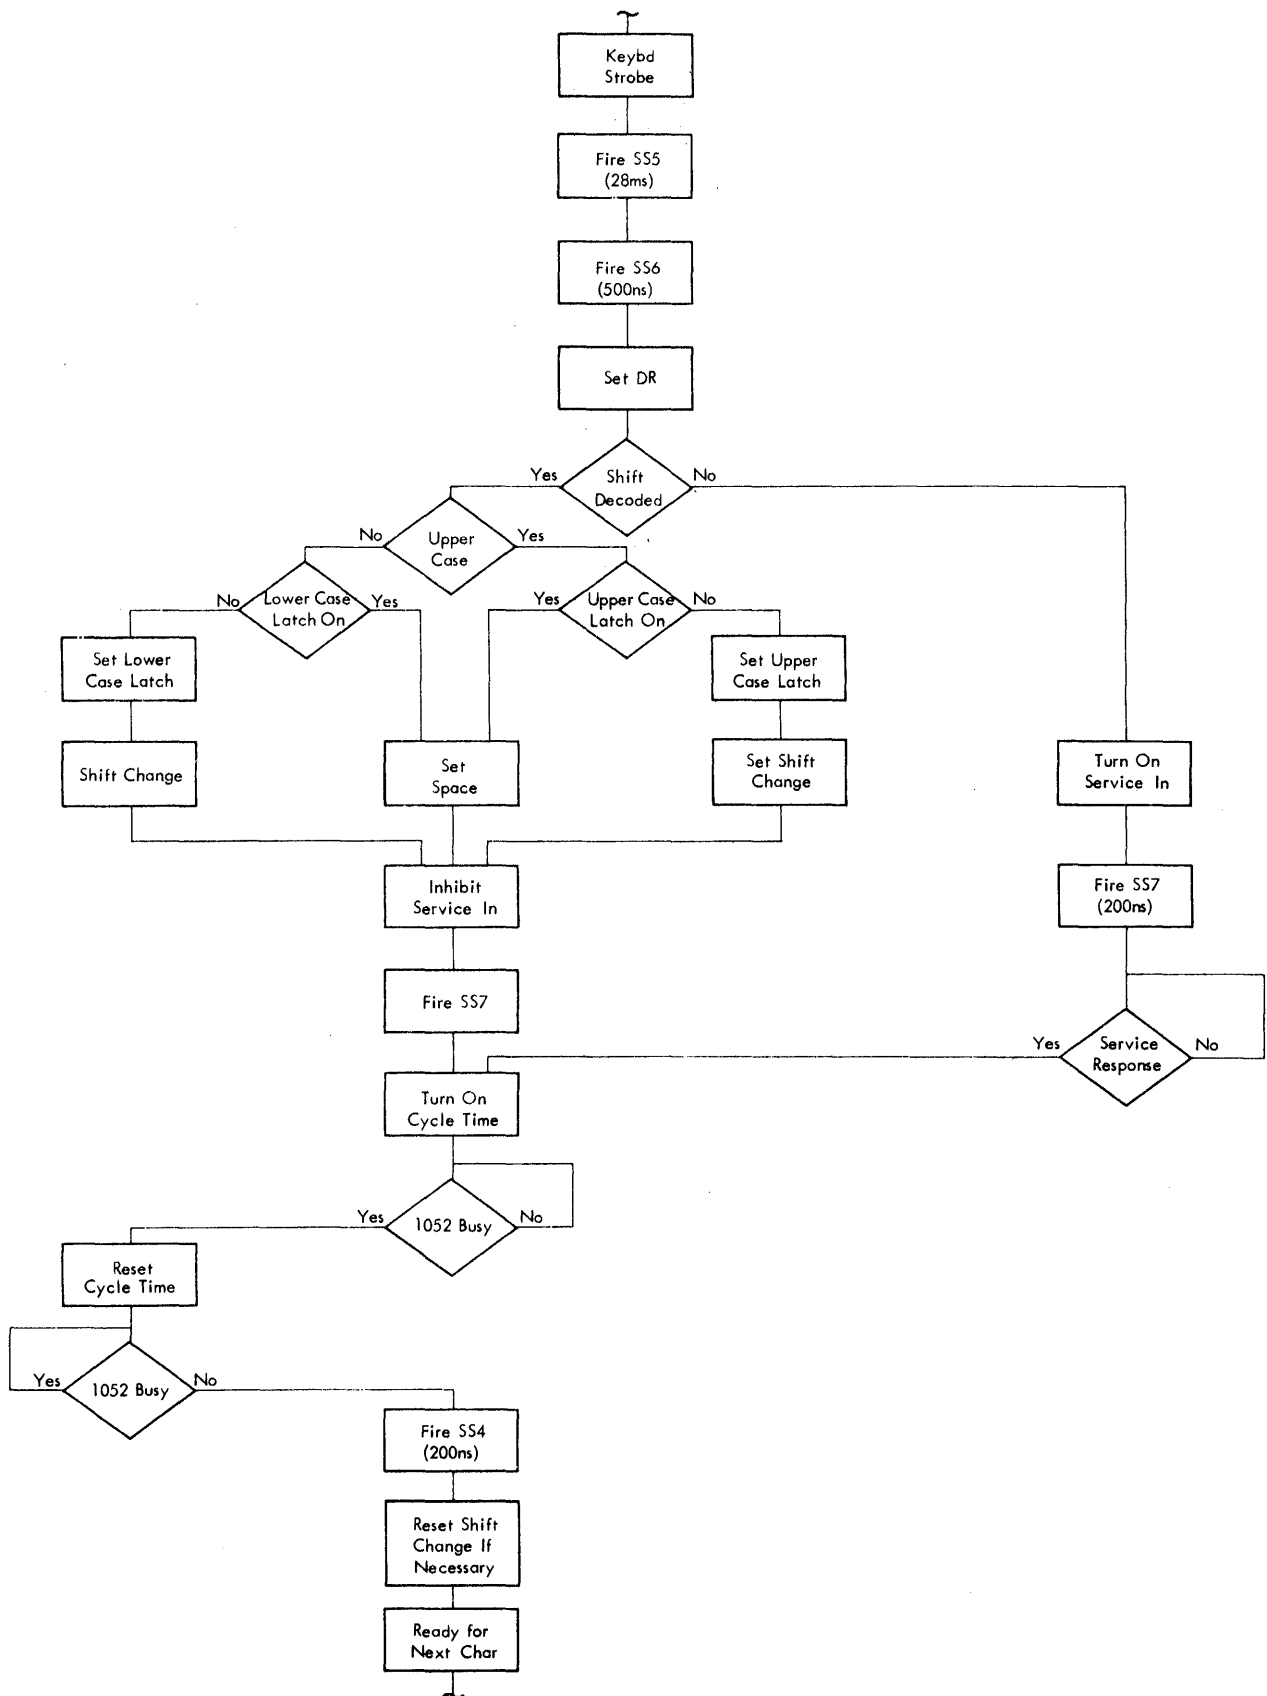 Keybd
Strobe
Fire SS5
(28ms)
Fire SS6
(500ns)
Set DR
Yes
Shift
Decoded
No
No
Upper
Case
Yes
No
Lower Case
Latch On
Yes
Yes
Upper Case
Latch On
No
Set Lower
Case Latch
Set Upper
Case Latch
Shift Change
Set
Space
Set Shift
Change
Turn On
Service In
Inhibit
Service In
Fire SS7
(200ns)
Fire SS7
Yes
Service
Response
No
Turn On
Cycle Time
Yes
1052 Busy
No
Reset
Cycle Time
Yes
1052 Busy
No
Fire SS4
(200ns)
Reset Shift
Change If
Necessary
Ready for
Next Char